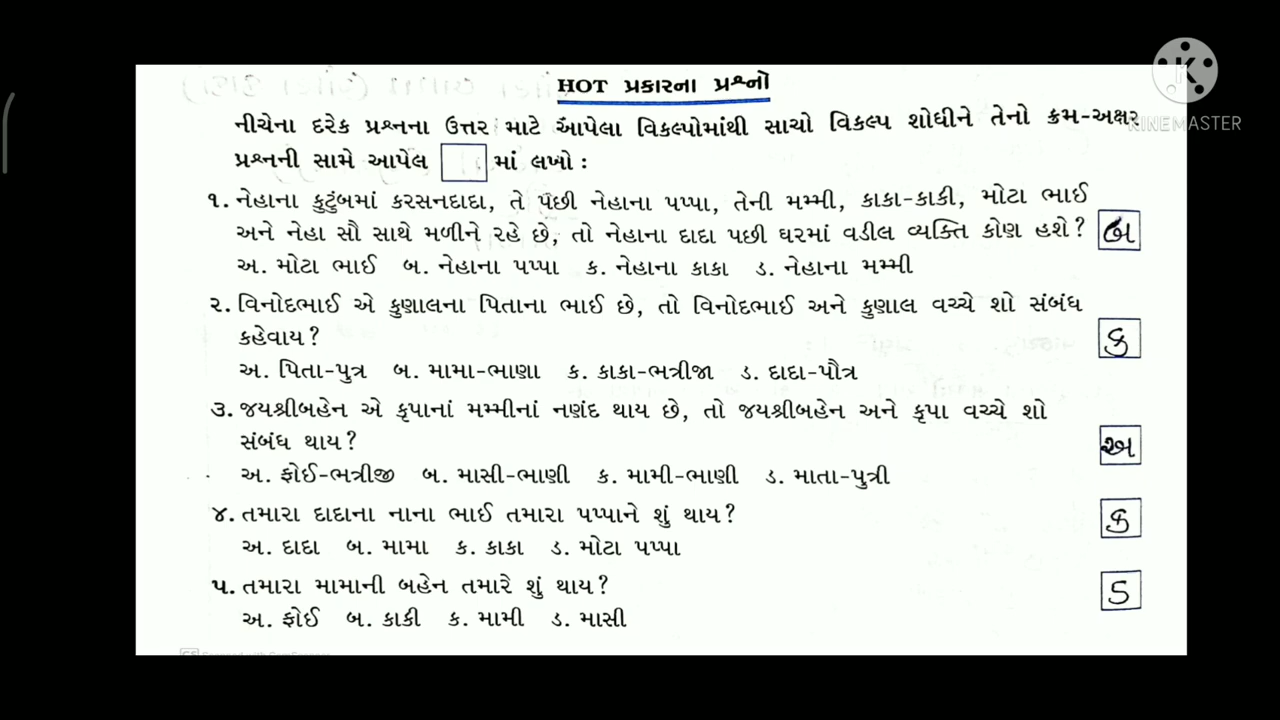 HOT પ્રકારના પ્રશ્નો
KINEMASTER
નીચેના દરેક પ્રશ્નના ઉત્તર માટે આપેલા વિકલ્પોમાંથી સાચો વિકલ્પ શોધીને તેનો ક્રમ-અક્ષર
પ્રશ્નની સામે આપેલ માં લખો :
૧. નેહાના કુટુંબમાં કરસનદાદા, તે પછી નેહાના પપ્પા, તેની મમ્મી, કાકા-કાકી, મોટા ભાઈ
અને નેહા સૌ સાથે મળીને રહે છે, તો નેહાના દાદા પછી ઘરમાં વડીલ વ્યક્તિ કોણ હશે? બ
અ. મોટા ભાઈ બ. નેહાના પપ્પા ક. નેહાના કાકા ડ. નેહાના મમ્મી
૨. વિનોદભાઈ એ કુણાલના પિતાના ભાઈ છે, તો વિનોદભાઈ અને કુણાલ વચ્ચે શો સંબંધ
કહેવાય? ક
અ. પિતા-પુત્ર બ. મામા-ભાણા ક. કાકા-ભત્રીજા ડ. દાદા-પૌત્ર
૩. જયશ્રીબહેન એ કૃપાનાં મમ્મીનાં નણંદ થાય છે, તો જયશ્રીબહેન અને કૃપા વચ્ચે શો
સંબંધ થાય? અ
અ. ફોઈ-ભત્રીજી બ. માસી-ભાણી ક. મામી-ભાણી ડ. માતા-પુત્રી
૪. તમારા દાદાના નાના ભાઈ તમારા પપ્પાને શું થાય? ક
અ. દાદા બ. મામા ક. કાકા ડ. મોટા પપ્પા
૫. તમારા મામાની બહેન તમારે શું થાય? ડ
અ. ફોઈ બ. કાકી ક. મામી ડ. માસી